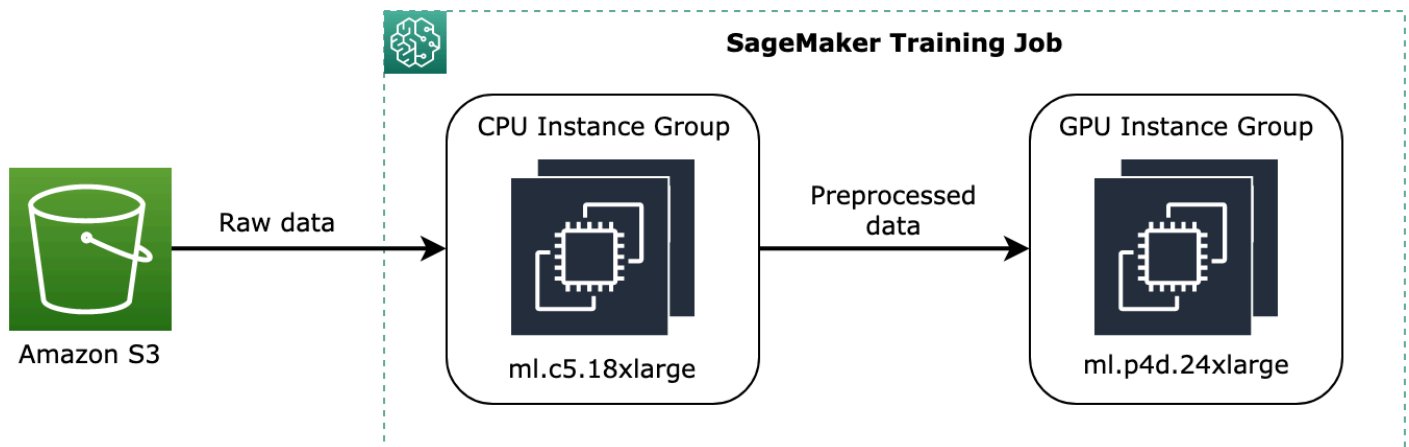 SageMaker Training Job
CPU Instance Group
GPU Instance Group
Raw data
Preprocessed
data
Amazon S3
ml.c5.18xlarge
ml.p4d.24xlarge